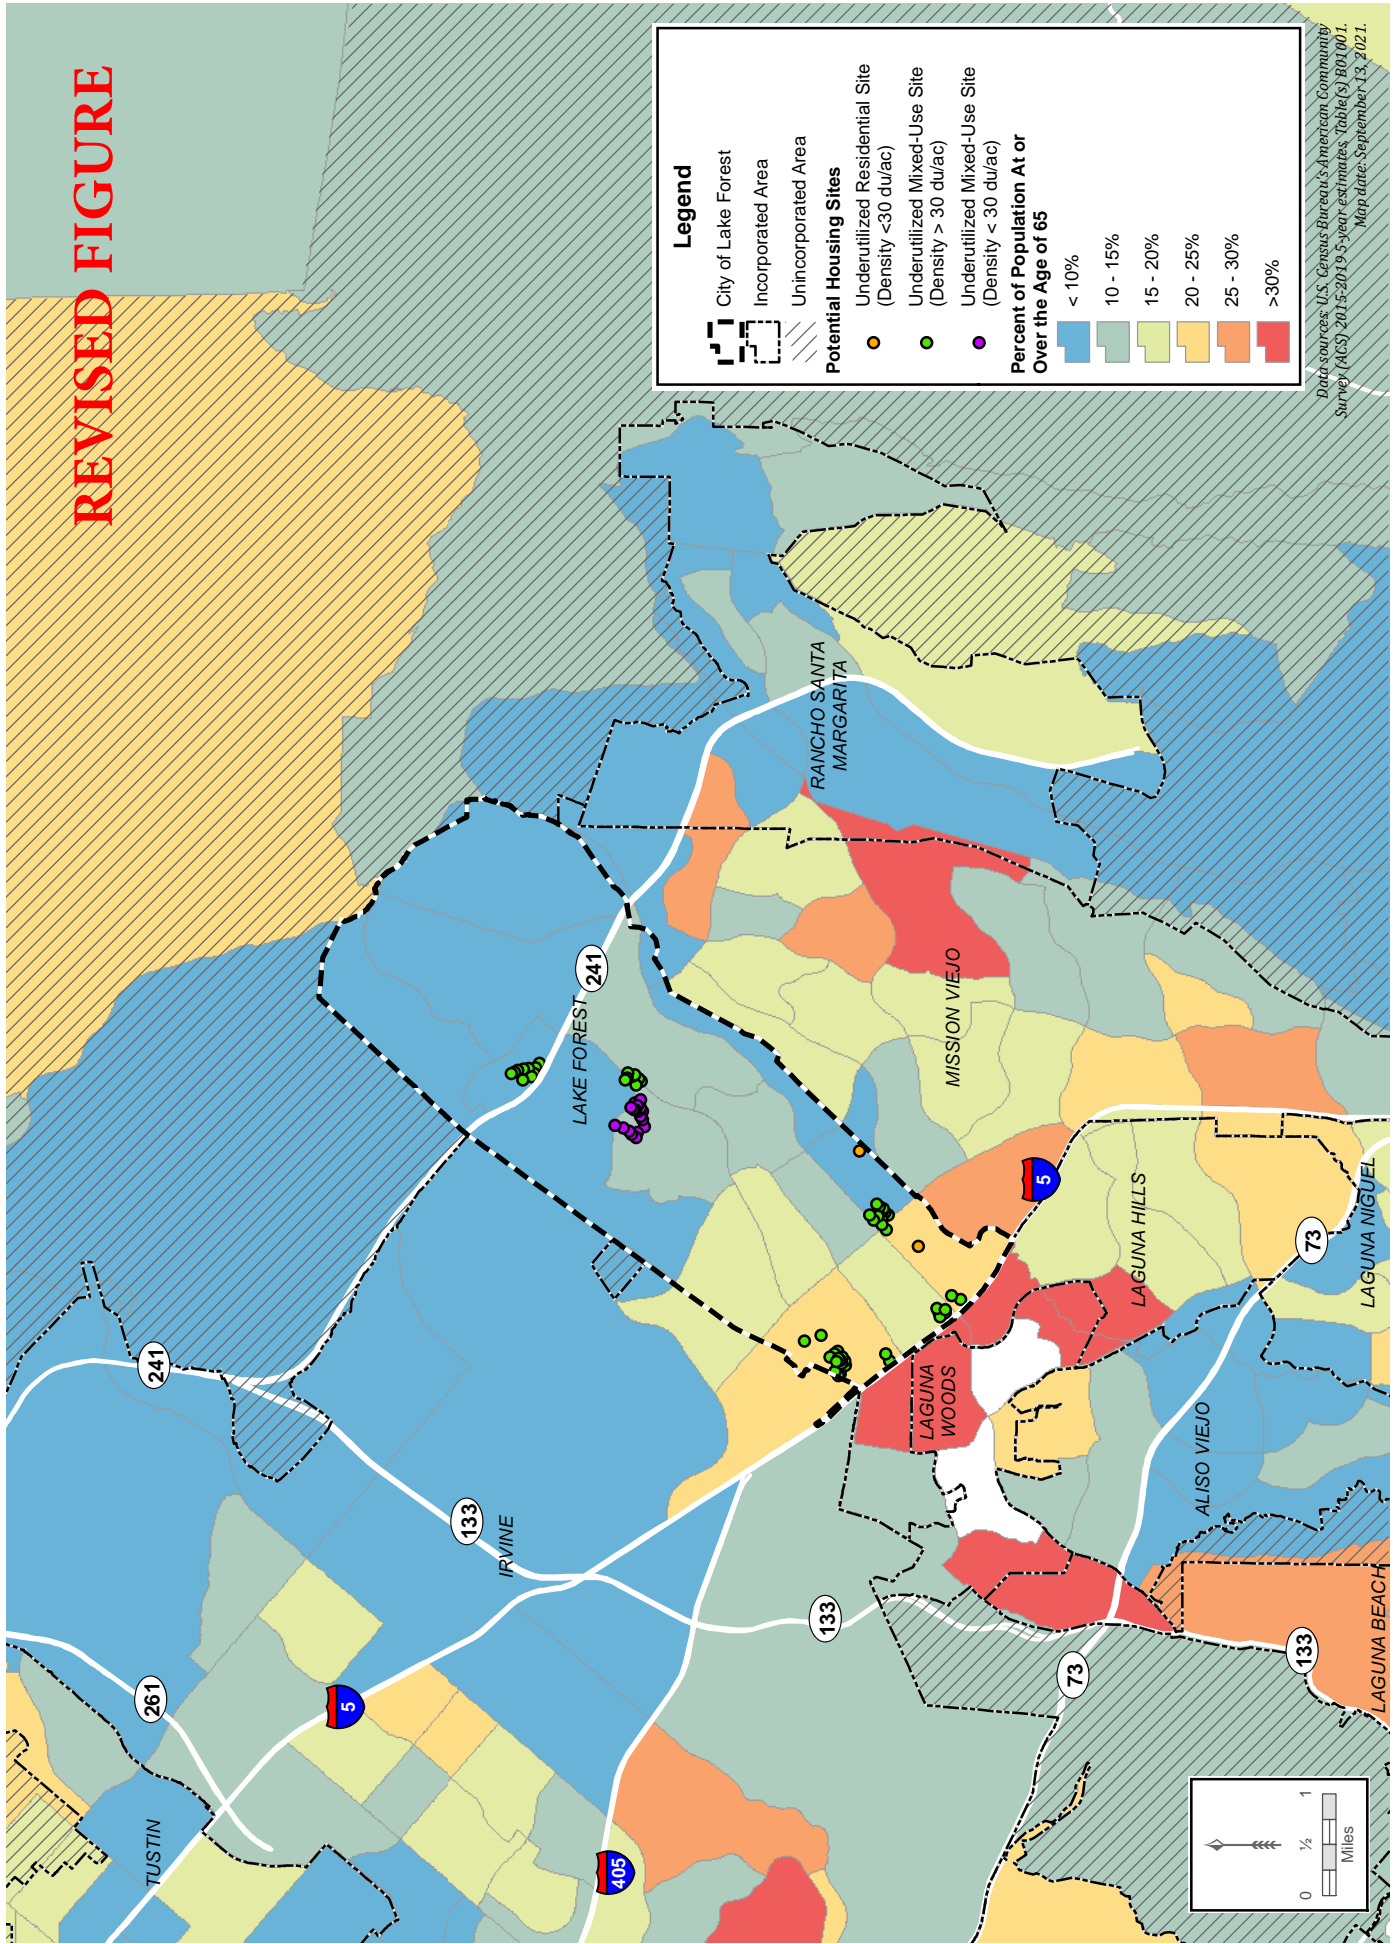 REVISED FIGURE
Legend
City of Lake Forest
Incorporated Area
Unincorporated Area
Potential Housing Sites
Underutilized Residential Site
(Density <30 du/ac)
Underutilized Mixed-Use Site
(Density > 30 du/ac)
Underutilized Mixed-Use Site
(Density < 30 du/ac)
Percent of Population At or
Over the Age of 65
< 10%
10 - 15%
15 - 20%
20 - 25%
25 - 30%
>30%
Data sources: U.S. Census Bureau's American Community
Survey (ACS) 2015-2019 5-year estimates, Table(s) B01001.
Map date: September 13, 2021.
TUSTIN
261
5
241
133
IRVINE
405
241
LAKE FOREST
RANCHO SANTA
MARGARITA
133
MISSION VIEJO
LAGUNA
WOODS
5
73
LAGUNA HILLS
ALISO VIEJO
73
133
LAGUNA NIGUEL
LAGUNA BEACH
0 ½ 1
Miles